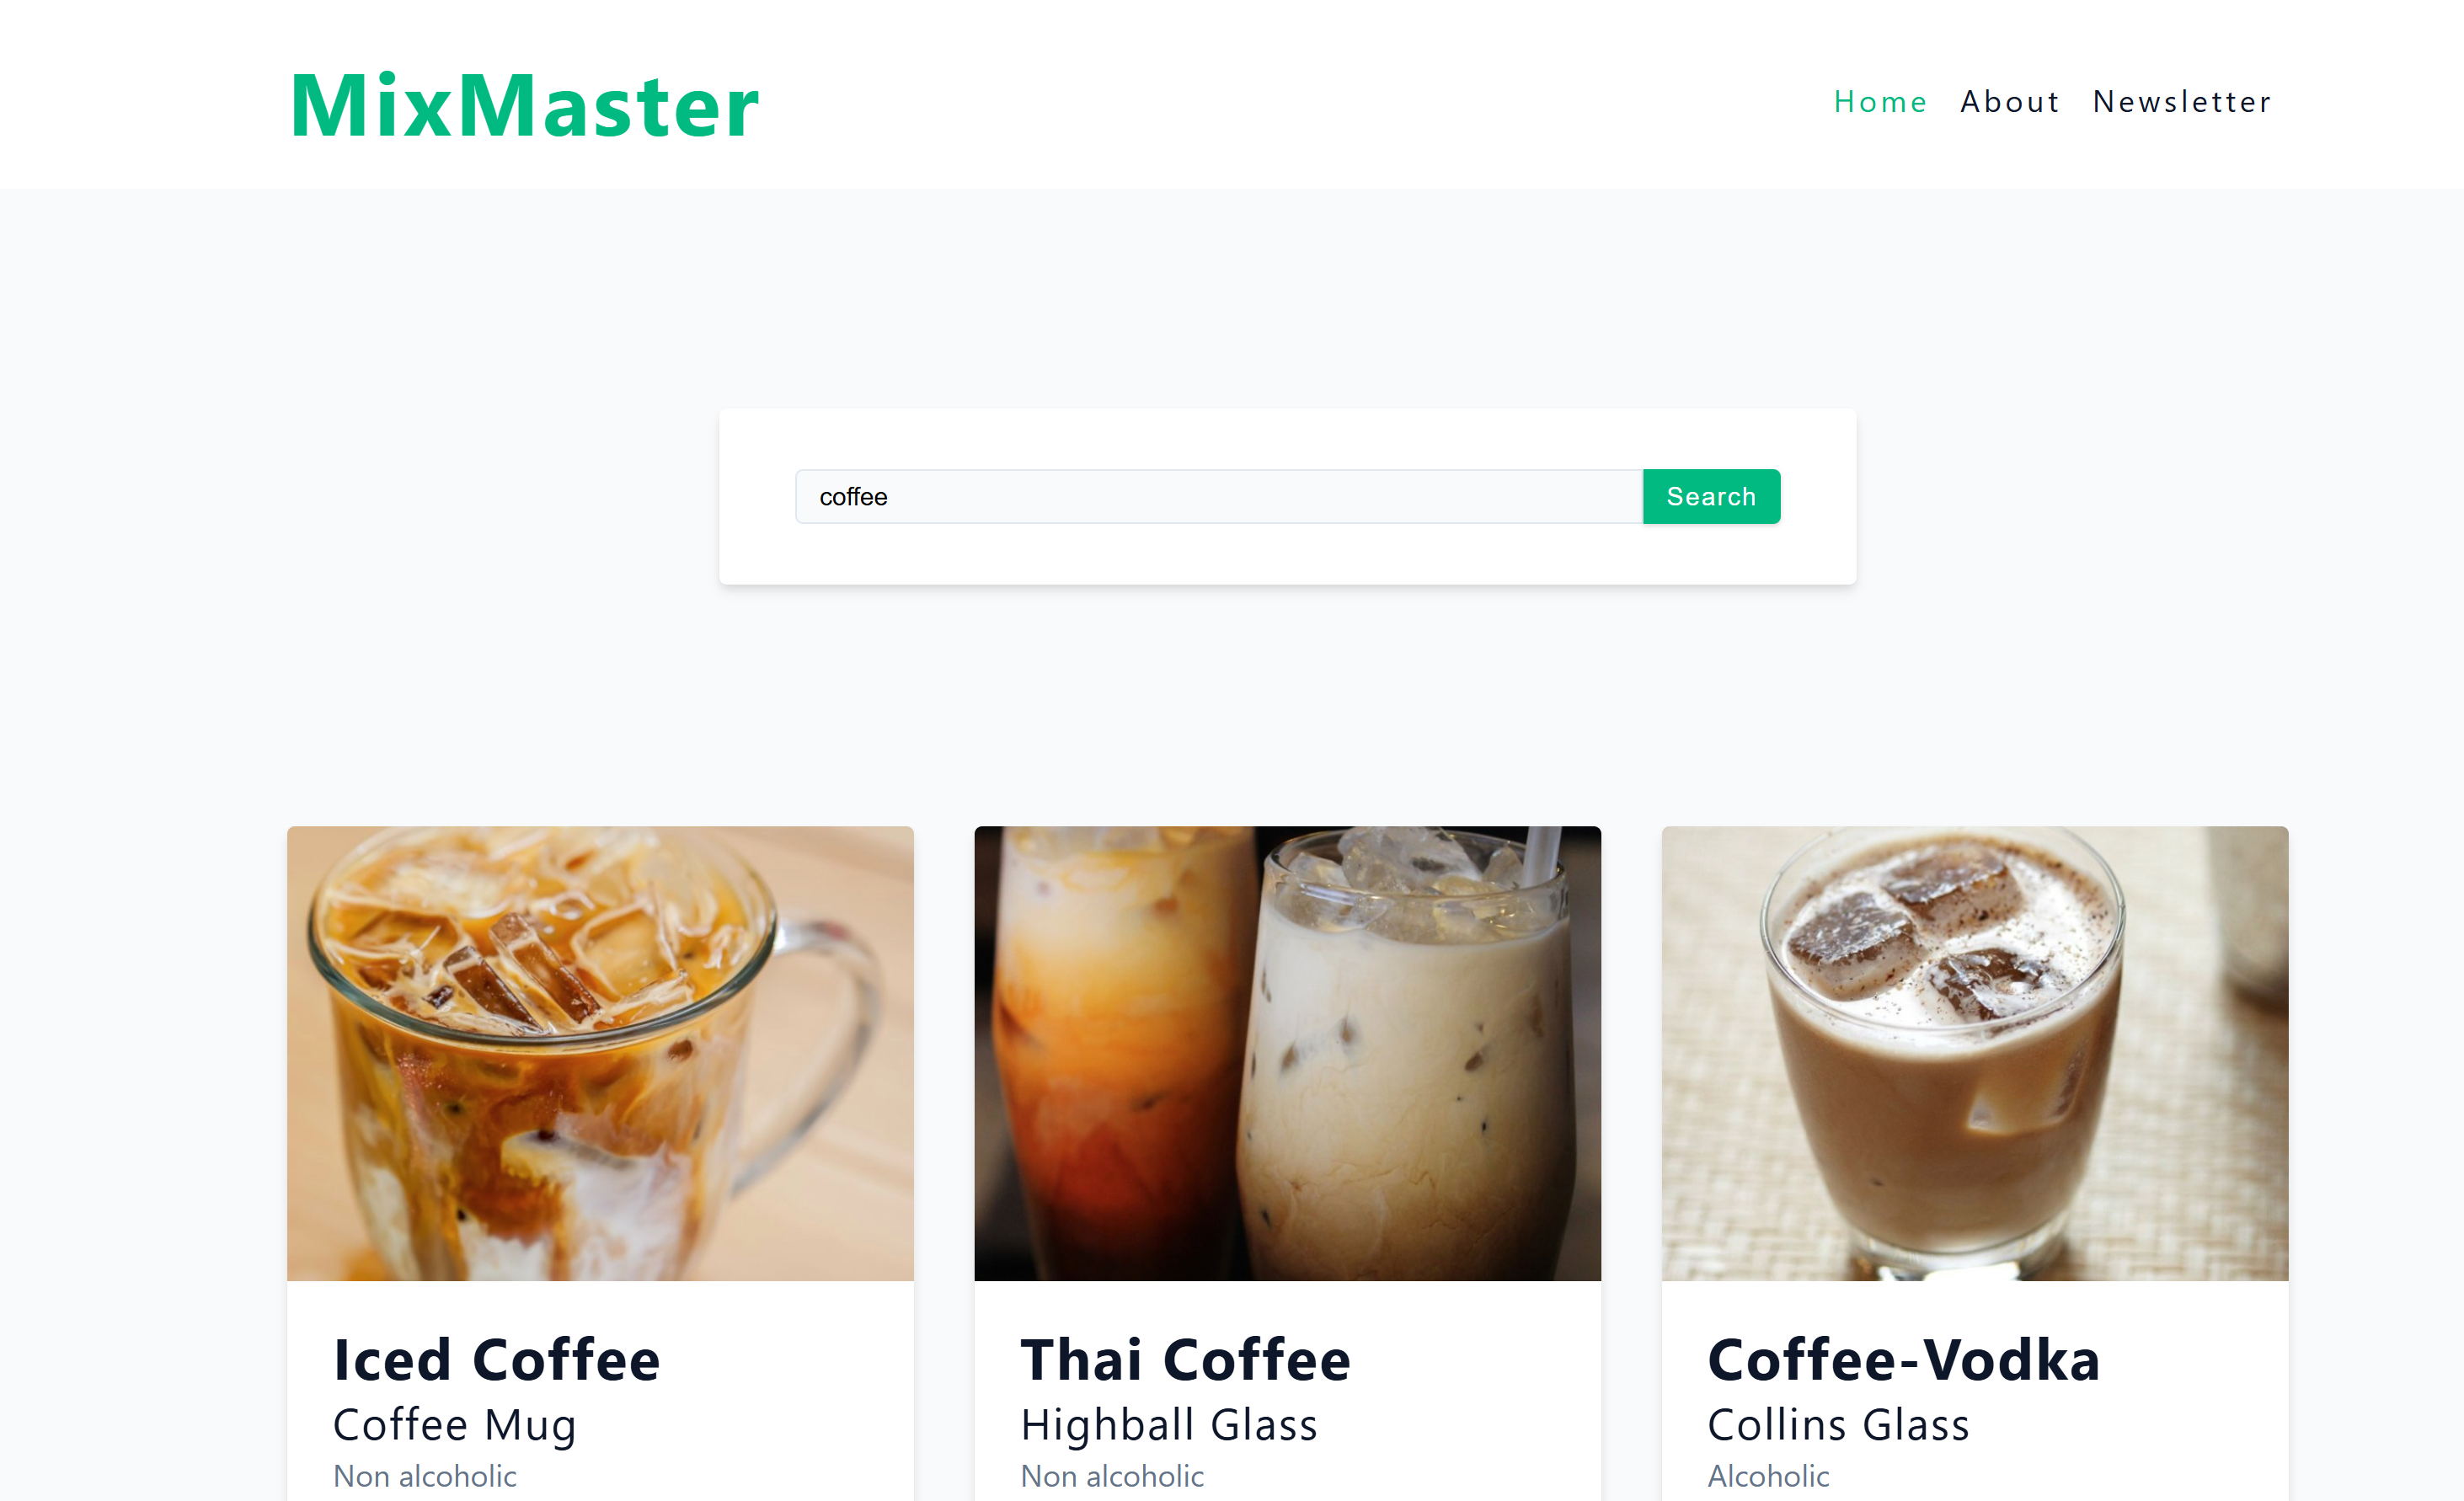 MixMaster
Home About Newsletter
coffee Search
Iced Coffee
Coffee Mug
Non alcoholic
Thai Coffee
Highball Glass
Non alcoholic
Coffee-Vodka
Collins Glass
Alcoholic